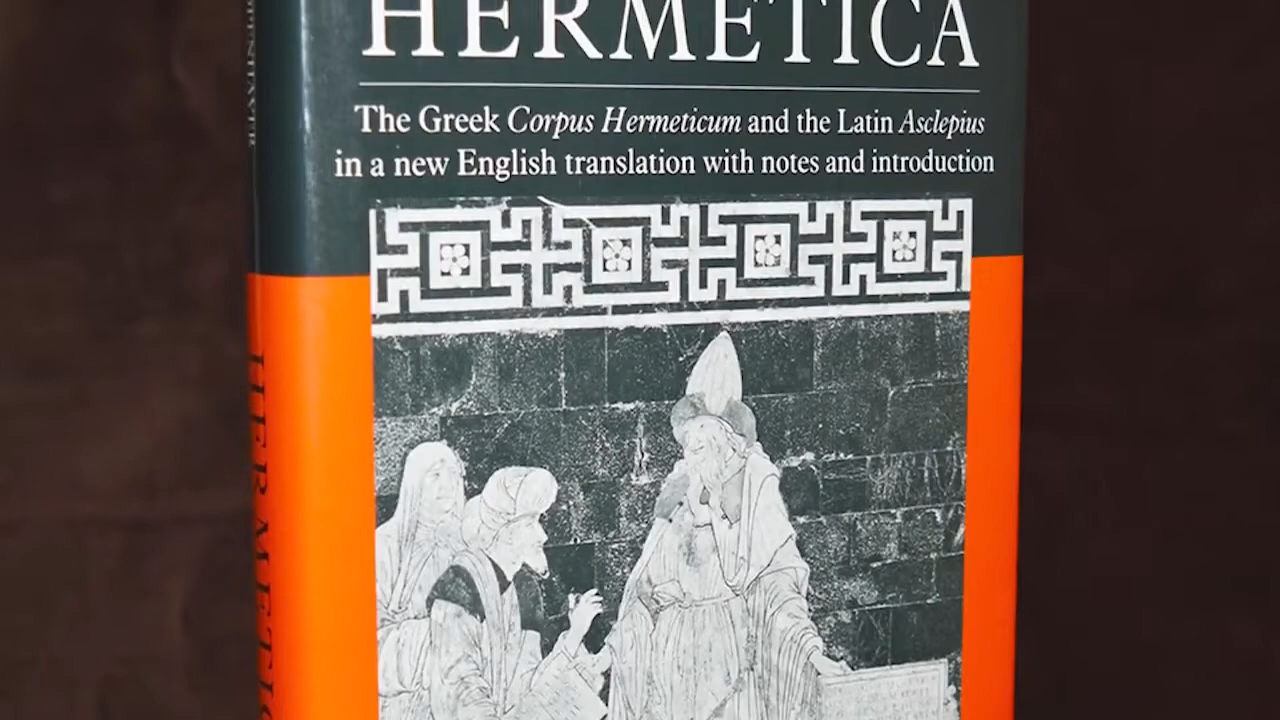 HERMETICA
The Greek Corpus Hermeticum and the Latin Asclepius
in a new English translation with notes and introduction